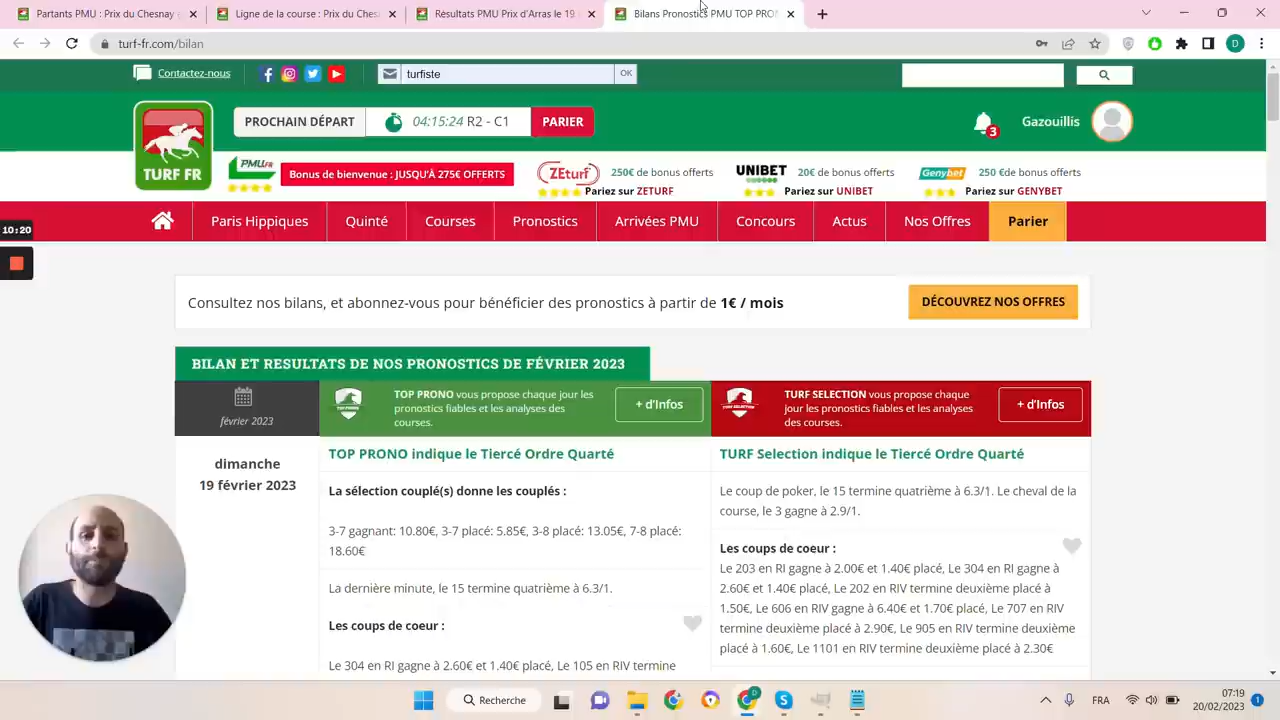 Partants PMU : Prix du Chesnay
Ligne de la course : Prix du Ches
Résultats PMU Prix d'Arras le 19
Bilans Pronostics PMU TOP PRO
turf-fr.com/bilan
D
Contactez-nous
turfiste
OK
PROCHAIN DÉPART
04:15:24 R2 - C1
PARIER
3
Gazouillis
TURF FR
PMU.FR
Bonus de bienvenue : JUSQU'À 275€ OFFERTS
ZEturf
250€ de bonus offerts
Pariez sur ZETURF
UNIBET
20€ de bonus offerts
Pariez sur UNIBET
Genybet
250 €de bonus offerts
Pariez sur GENYBET
10:20
Paris Hippiques
Quinté
Courses
Pronostics
Arrivées PMU
Concours
Actus
Nos Offres
Parier
Consultez nos bilans, et abonnez-vous pour bénéficier des pronostics à partir de 1€ / mois
DÉCOUVREZ NOS OFFRES
BILAN ET RESULTATS DE NOS PRONOSTICS DE FÉVRIER 2023
février 2023
TOP PRONO vous propose chaque jour les
pronostics fiables et les analyses des
courses.
+ d'Infos
TURF SELECTION vous propose chaque
jour les pronostics fiables et les analyses
des courses.
+ d'Infos
dimanche
19 février 2023
TOP PRONO indique le Tiercé Ordre Quarté
La sélection couplé(s) donne les couplés :
3-7 gagnant: 10.80€, 3-7 placé: 5.85€, 3-8 placé: 13.05€, 7-8 placé:
18.60€
La dernière minute, le 15 termine quatrième à 6.3/1.
Les coups de coeur :
Le 304 en RI gagne à 2.60€ et 1.40€ placé, Le 105 en RIV termine
TURF Selection indique le Tiercé Ordre Quarté
Le coup de poker, le 15 termine quatrième à 6.3/1. Le cheval de la
course, le 3 gagne à 2.9/1.
Les coups de coeur :
Le 203 en RI gagne à 2.00€ et 1.40€ placé, Le 304 en RI gagne à
2.60€ et 1.40€ placé, Le 202 en RIV termine deuxième placé à
1.50€, Le 606 en RIV gagne à 6.40€ et 1.70€ placé, Le 707 en RIV
termine deuxième placé à 2.90€, Le 905 en RIV termine deuxième
placé à 1.60€, Le 1101 en RIV termine deuxième placé à 2.30€
Recherche
FRA
07:19
20/02/2023
1